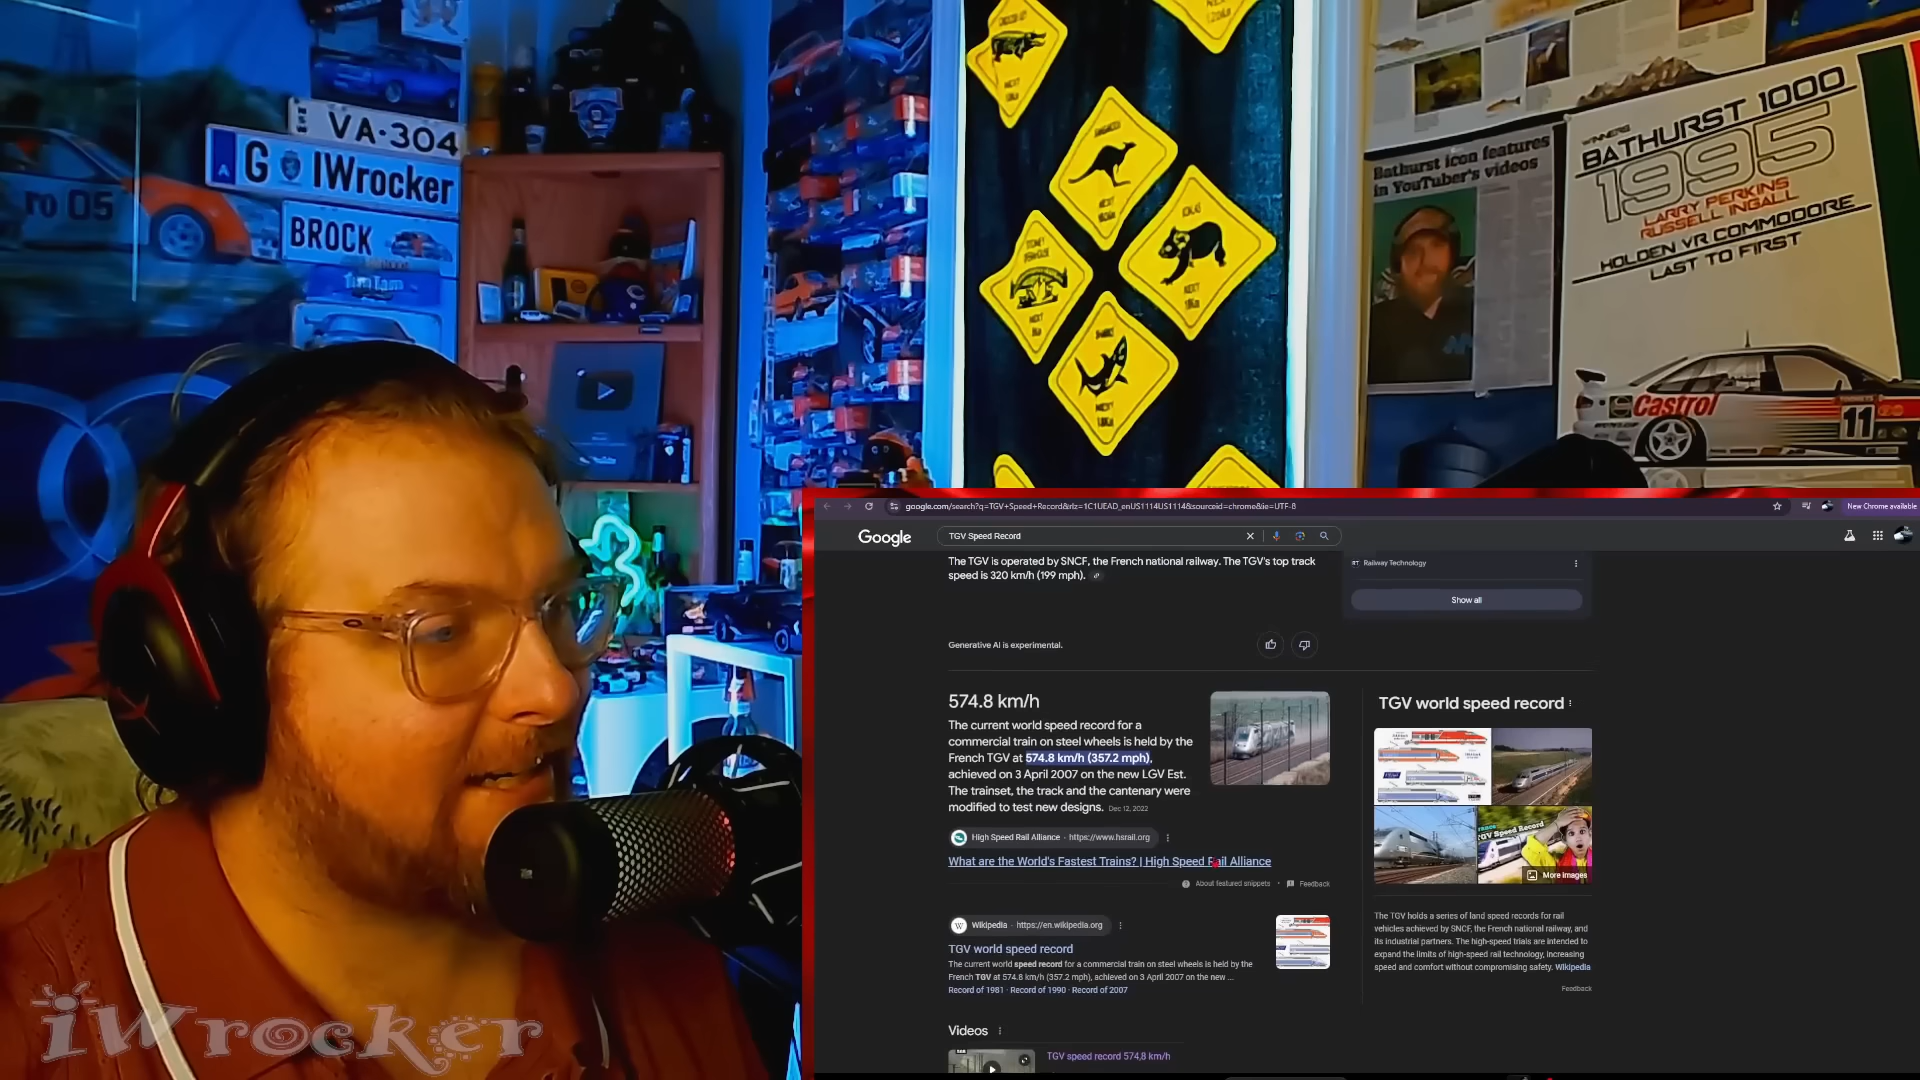 VA·304
G IWrocker
ro 05
BROCK
TimTam
NEXT
NEXT
NEXT
NEXT
WINNERS
BATHURST 1000
1995
LARRY PERKINS
RUSSELL INGALL
HOLDEN VR COMMODORE
LAST TO FIRST
Bathurst icon features
in YouTuber's videos
Castrol
11
iWrocker
google.com/search?q=TGV+Speed+Record&rlz=1C1UEAD_enUS1114US1114&sourceid=chrome&ie=UTF-8
New Chrome available
Google
TGV Speed Record
The TGV is operated by SNCF, the French national railway. The TGV's top track
speed is 320 km/h (199 mph).
Railway Technology
Show all
Generative AI is experimental.
574.8 km/h
The current world speed record for a
commercial train on steel wheels is held by the
French TGV at 574.8 km/h (357.2 mph),
achieved on 3 April 2007 on the new LGV Est.
The trainset, the track and the cantenary were
modified to test new designs. Dec 12, 2022
High Speed Rail Alliance · https://www.hsrail.org
What are the World's Fastest Trains? | High Speed Rail Alliance
About featured snippets · Feedback
Wikipedia · https://en.wikipedia.org
TGV world speed record
The current world speed record for a commercial train on steel wheels is held by the
French TGV at 574.8 km/h (357.2 mph), achieved on 3 April 2007 on the new ...
Record of 1981 · Record of 1990 · Record of 2007
Videos
TGV speed record 574,8 km/h
TGV world speed record
TGV Speed Record
More images
The TGV holds a series of land speed records for rail
vehicles achieved by SNCF, the French national railway, and
its industrial partners. The high-speed trials are intended to
expand the limits of high-speed rail technology, increasing
speed and comfort without compromising safety. Wikipedia
Feedback